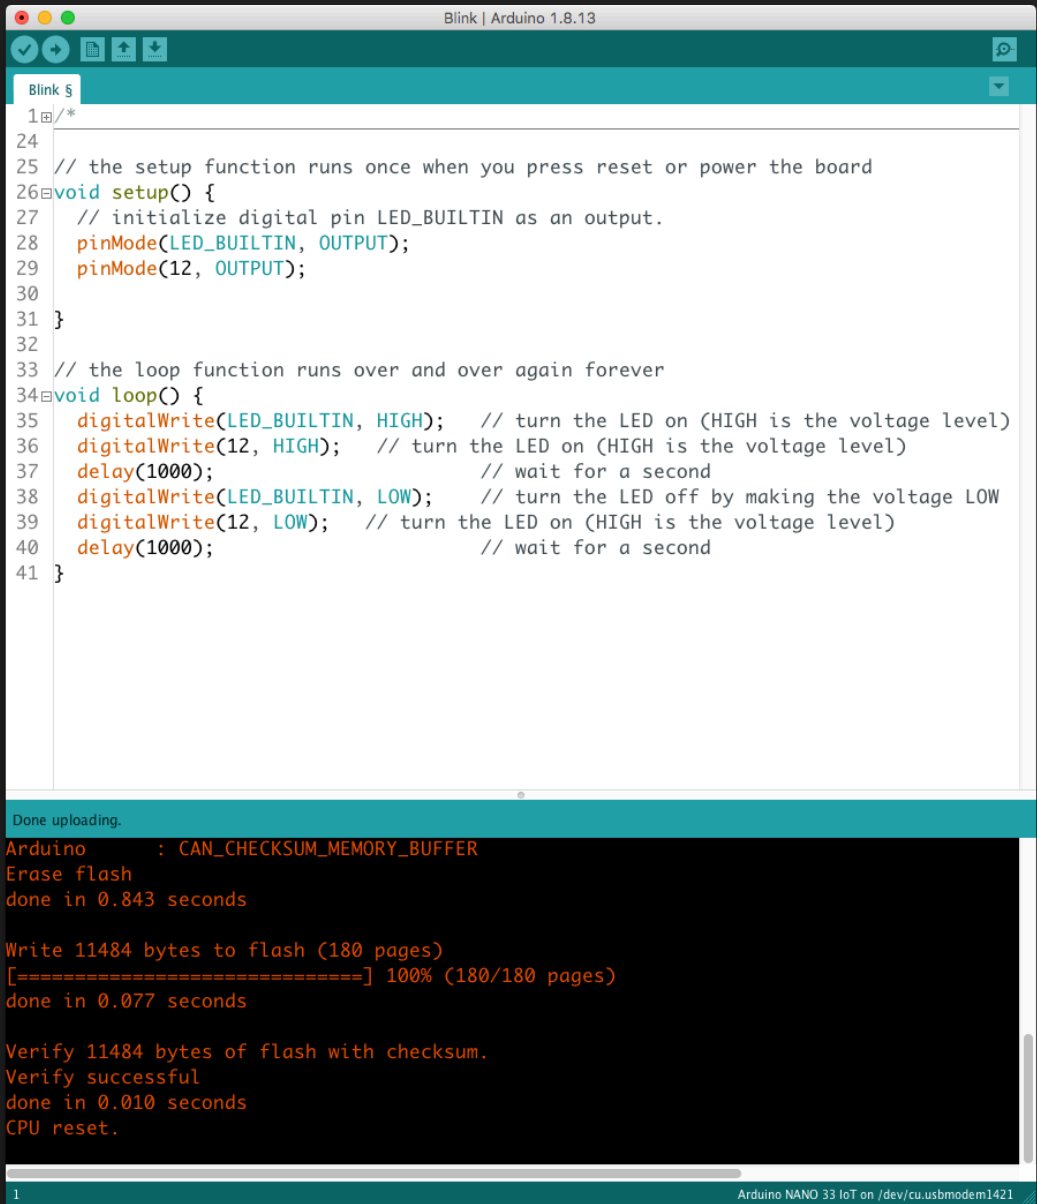 Blink | Arduino 1.8.13
Blink §
1 /*
24
25 // the setup function runs once when you press reset or power the board
26 void setup() {
27   // initialize digital pin LED_BUILTIN as an output.
28   pinMode(LED_BUILTIN, OUTPUT);
29   pinMode(12, OUTPUT);
30
31 }
32
33 // the loop function runs over and over again forever
34 void loop() {
35   digitalWrite(LED_BUILTIN, HIGH);   // turn the LED on (HIGH is the voltage level)
36   digitalWrite(12, HIGH);   // turn the LED on (HIGH is the voltage level)
37   delay(1000);                       // wait for a second
38   digitalWrite(LED_BUILTIN, LOW);    // turn the LED off by making the voltage LOW
39   digitalWrite(12, LOW);   // turn the LED on (HIGH is the voltage level)
40   delay(1000);                       // wait for a second
41 }
Done uploading.
Arduino      : CAN_CHECKSUM_MEMORY_BUFFER
Erase flash
done in 0.843 seconds
Write 11484 bytes to flash (180 pages)
[==============================] 100% (180/180 pages)
done in 0.077 seconds
Verify 11484 bytes of flash with checksum.
Verify successful
done in 0.010 seconds
CPU reset.
1 Arduino NANO 33 IoT on /dev/cu.usbmodem1421